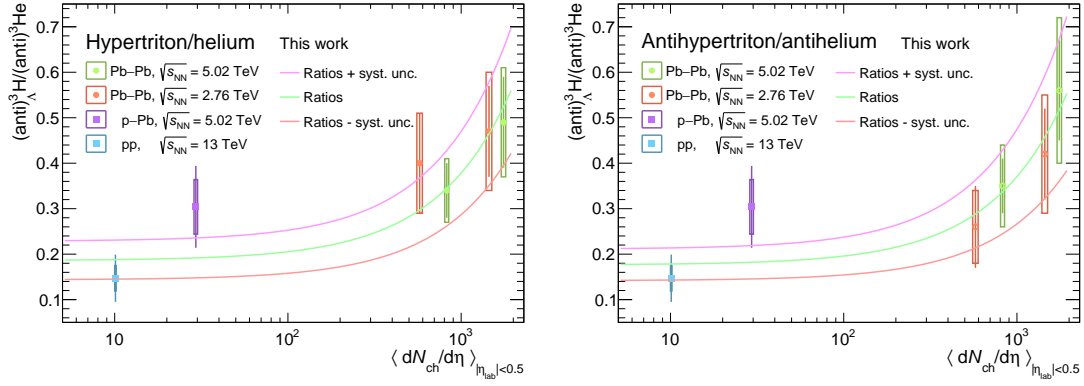 Hypertriton/helium This work
Pb–Pb, √sNN = 5.02 TeV
Pb–Pb, √sNN = 2.76 TeV
p–Pb, √sNN = 5.02 TeV
pp, √sNN = 13 TeV
Ratios + syst. unc.
Ratios
Ratios - syst. unc.
(anti)³ΛH/(anti)³He
0.7
0.6
0.5
0.4
0.3
0.2
0.1
10 10² 10³
⟨ dNch/dη ⟩|ηlab|<0.5
Antihypertriton/antihelium This work
Pb–Pb, √sNN = 5.02 TeV
Pb–Pb, √sNN = 2.76 TeV
p–Pb, √sNN = 5.02 TeV
pp, √sNN = 13 TeV
Ratios + syst. unc.
Ratios
Ratios - syst. unc.
(anti)³ΛH/(anti)³He
0.7
0.6
0.5
0.4
0.3
0.2
0.1
10 10² 10³
⟨ dNch/dη ⟩|ηlab|<0.5